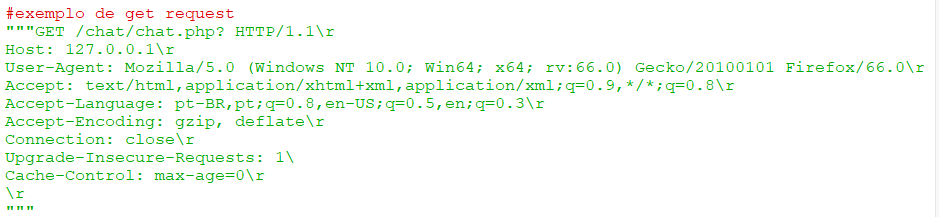 #exemplo de get request
"""GET /chat/chat.php? HTTP/1.1\r
Host: 127.0.0.1\r
User-Agent: Mozilla/5.0 (Windows NT 10.0; Win64; x64; rv:66.0) Gecko/20100101 Firefox/66.0\r
Accept: text/html,application/xhtml+xml,application/xml;q=0.9,*/*;q=0.8\r
Accept-Language: pt-BR,pt;q=0.8,en-US;q=0.5,en;q=0.3\r
Accept-Encoding: gzip, deflate\r
Connection: close\r
Upgrade-Insecure-Requests: 1\
Cache-Control: max-age=0\r
\r
"""